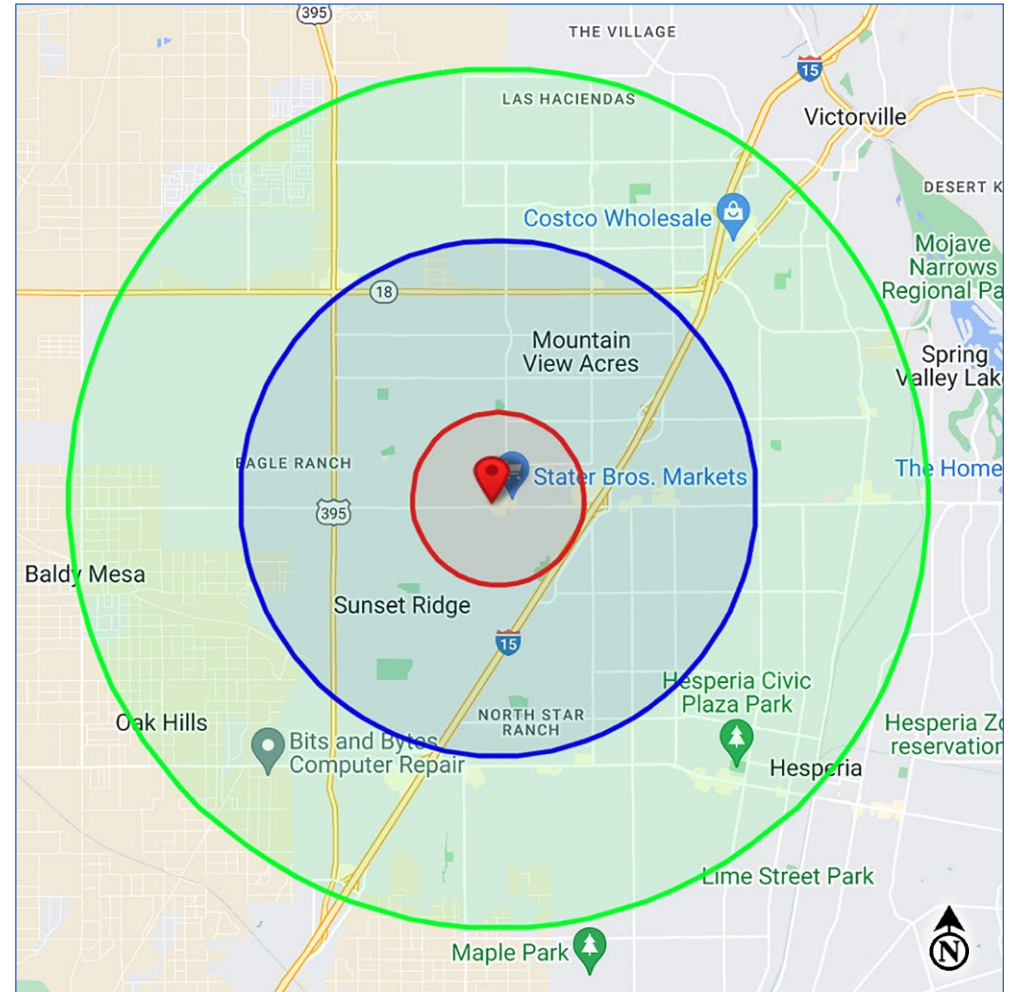 395
THE VILLAGE
15
LAS HACIENDAS
Victorville
DESERT K
Costco Wholesale
Mojave
Narrows
Regional Pa
18
Mountain
View Acres
Spring
Valley Lak
EAGLE RANCH
Stater Bros. Markets
The Home
395
Baldy Mesa
Sunset Ridge
15
Hesperia Civic
Plaza Park
NORTH STAR
RANCH
Oak Hills
Hesperia Zo
reservation
Bits and Bytes
Computer Repair
Hesperia
Lime Street Park
Maple Park
N